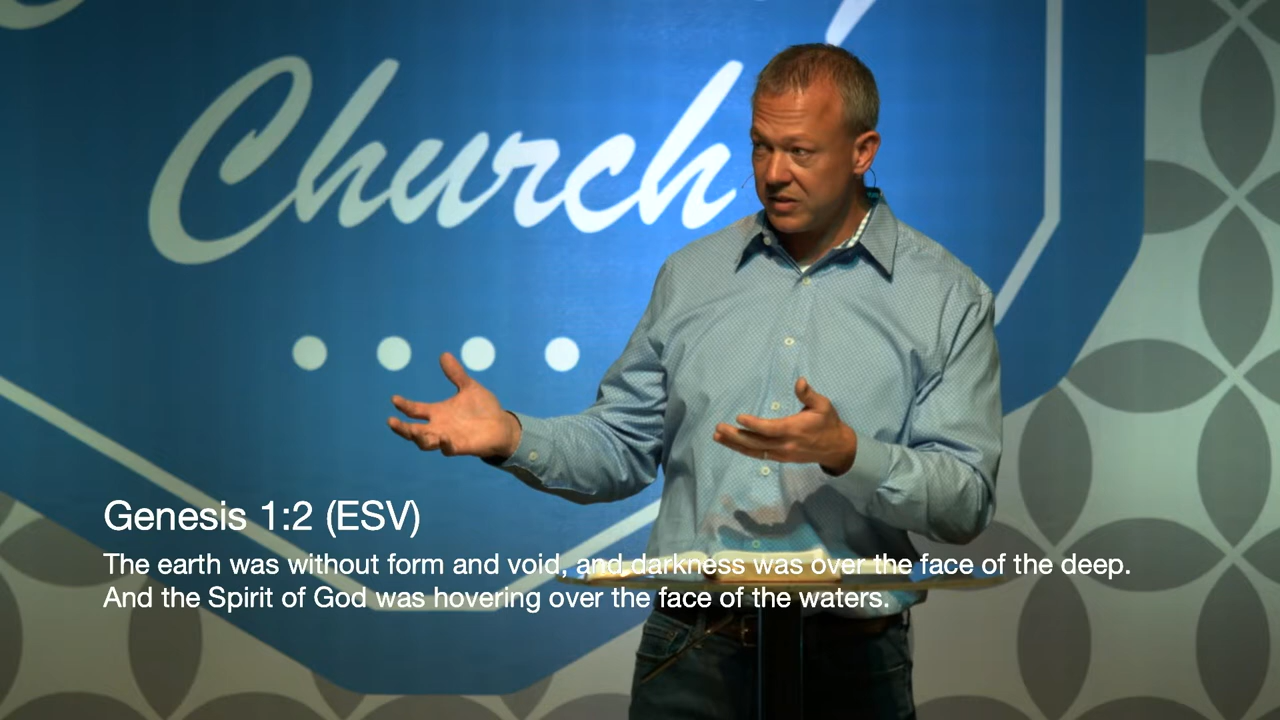 Church
Genesis 1:2 (ESV)
The earth was without form and void, and darkness was over the face of the deep.
And the Spirit of God was hovering over the face of the waters.